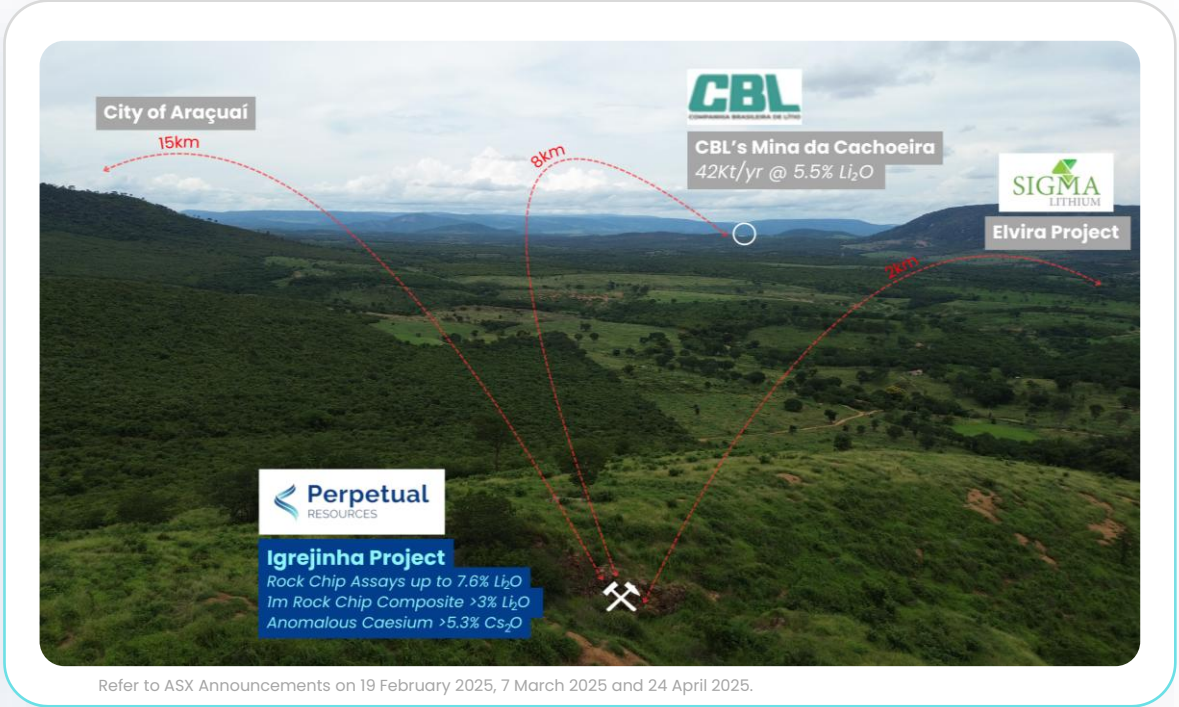 City of Araçuaí
15km
8km
CBL
COMPANHIA BRASILEIRA DE LÍTIO
CBL's Mina da Cachoeira
42Kt/yr @ 5.5% Li₂O
SIGMA
LITHIUM
Elvira Project
2km
Perpetual
RESOURCES
Igrejinha Project
Rock Chip Assays up to 7.6% Li₂O
1m Rock Chip Composite >3% Li₂O
Anomalous Caesium >5.3% Cs₂O
Refer to ASX Announcements on 19 February 2025, 7 March 2025 and 24 April 2025.